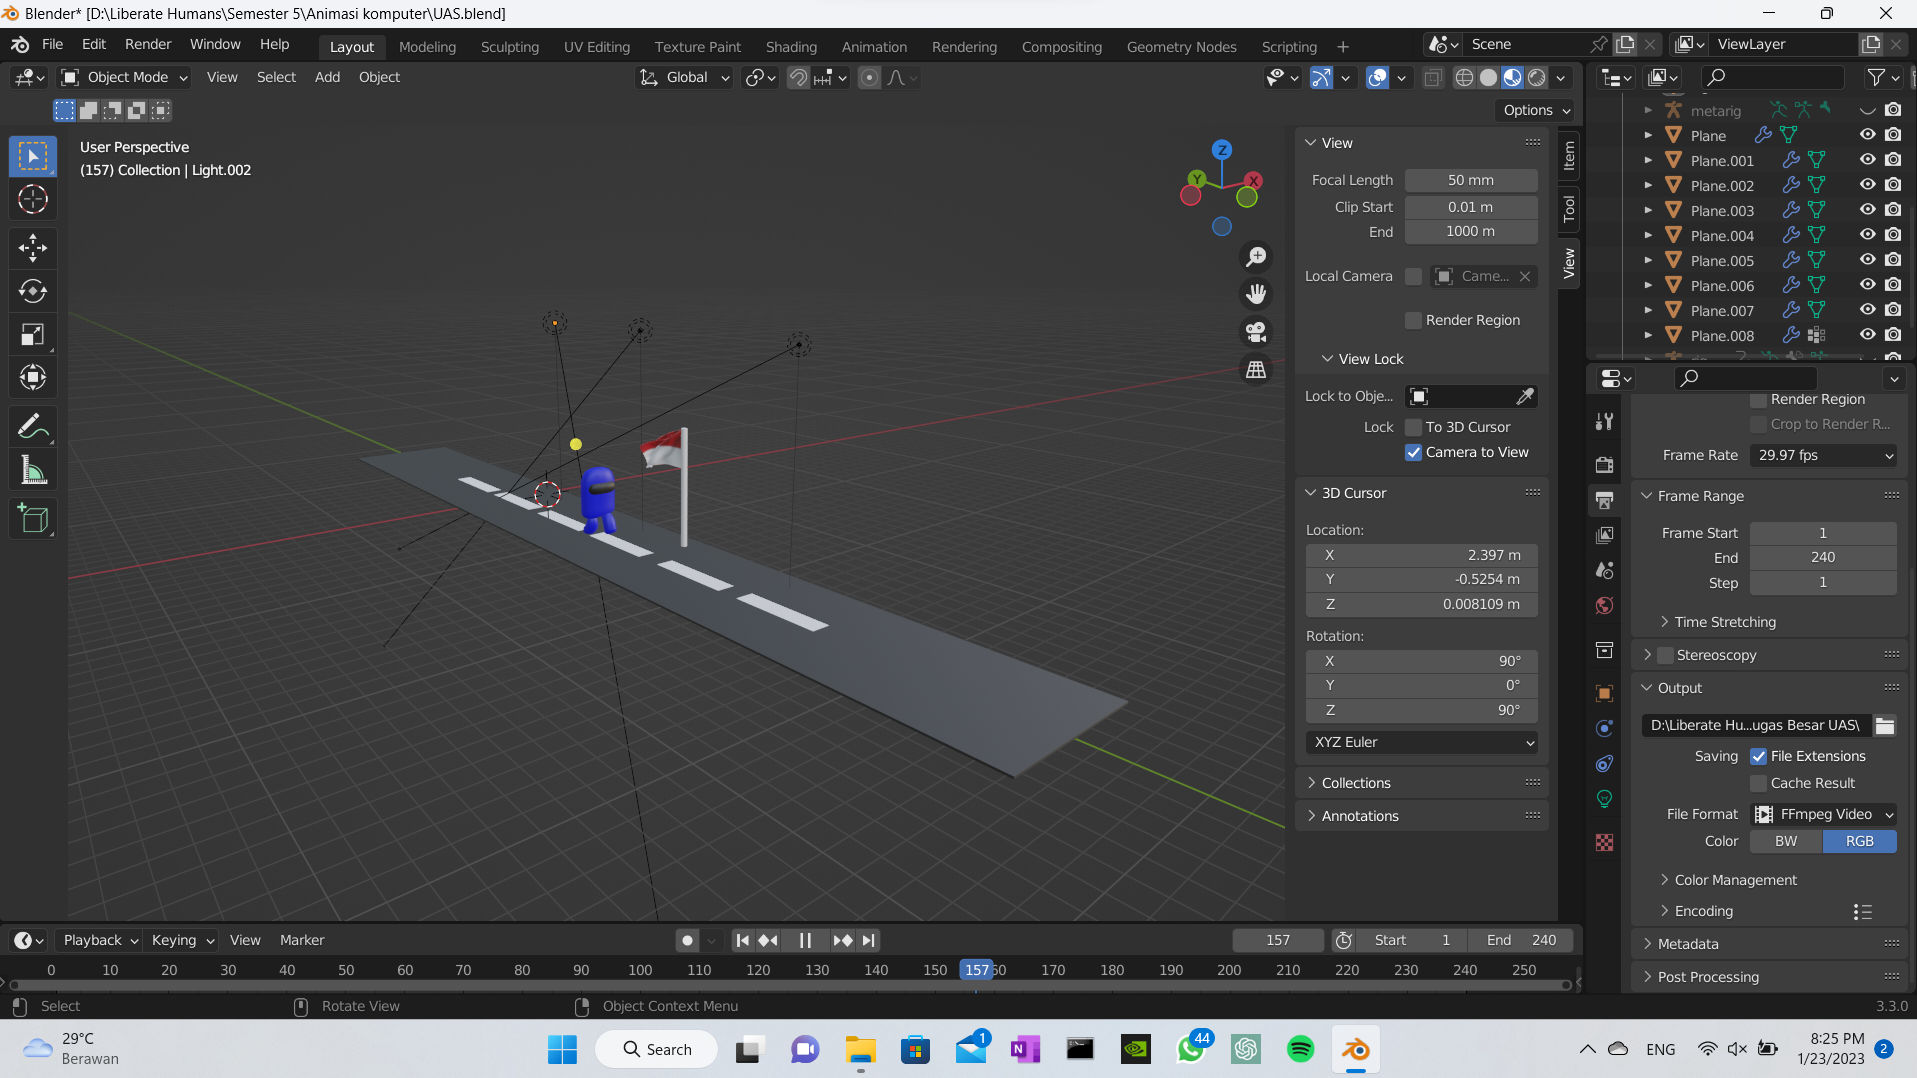 Blender* [D:\Liberate Humans\Semester 5\Animasi komputer\UAS.blend]
File Edit Render Window Help Layout Modeling Sculpting UV Editing Texture Paint Shading Animation Rendering Compositing Geometry Nodes Scripting + Scene ViewLayer
Object Mode View Select Add Object Global
Options
User Perspective
(157) Collection | Light.002
Z
Y
X
View
Focal Length 50 mm
Clip Start 0.01 m
End 1000 m
Local Camera Came...
Render Region
View Lock
Lock to Obje...
Lock To 3D Cursor
Camera to View
3D Cursor
Location:
X 2.397 m
Y -0.5254 m
Z 0.008109 m
Rotation:
X 90°
Y 0°
Z 90°
XYZ Euler
Collections
Annotations
Item
Tool
View
metarig
Plane
Plane.001
Plane.002
Plane.003
Plane.004
Plane.005
Plane.006
Plane.007
Plane.008
Render Region
Crop to Render R...
Frame Rate 29.97 fps
Frame Range
Frame Start 1
End 240
Step 1
Time Stretching
Stereoscopy
Output
D:\Liberate Hu...ugas Besar UAS\
Saving File Extensions
Cache Result
File Format FFmpeg Video
Color BW RGB
Color Management
Encoding
Metadata
Post Processing
Playback Keying View Marker 157 Start 1 End 240
0 10 20 30 40 50 60 70 80 90 100 110 120 130 140 150 157 170 180 190 200 210 220 230 240 250
Select Rotate View Object Context Menu 3.3.0
29°C
Berawan
Search
1
44
ENG
8:25 PM
1/23/2023
2